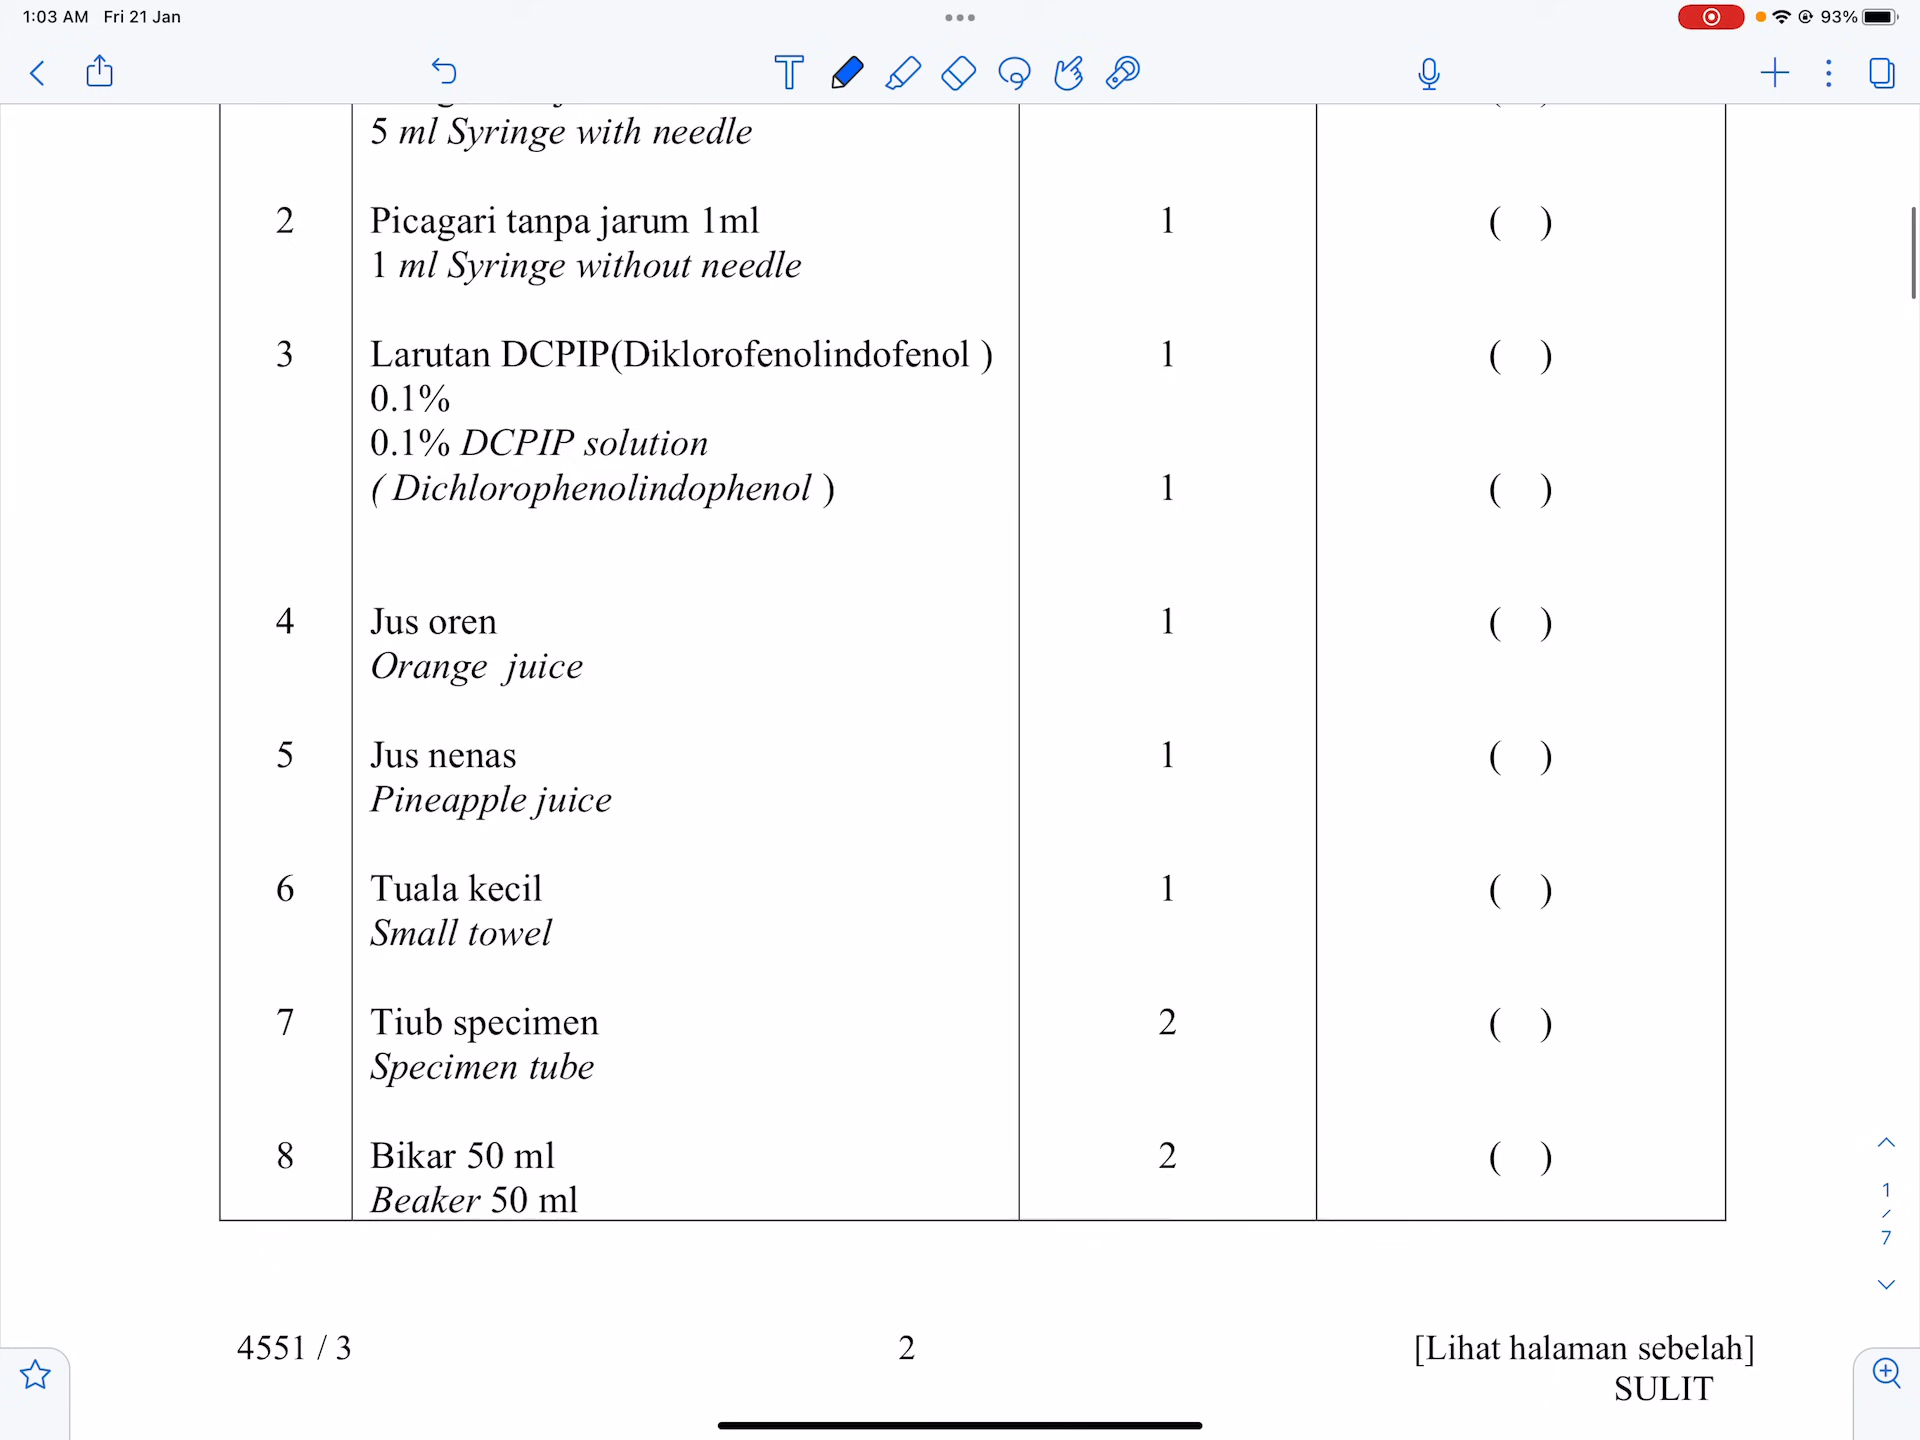 1:03 AM Fri 21 Jan
93%
T
5 ml Syringe with needle
2 Picagari tanpa jarum 1ml 1 ( )
1 ml Syringe without needle
3 Larutan DCPIP(Diklorofenolindofenol ) 1 ( )
0.1%
0.1% DCPIP solution
( Dichlorophenolindophenol ) 1 ( )
4 Jus oren 1 ( )
Orange juice
5 Jus nenas 1 ( )
Pineapple juice
6 Tuala kecil 1 ( )
Small towel
7 Tiub specimen 2 ( )
Specimen tube
8 Bikar 50 ml 2 ( )
Beaker 50 ml
1
/
7
4551 / 3 2 [Lihat halaman sebelah]
SULIT